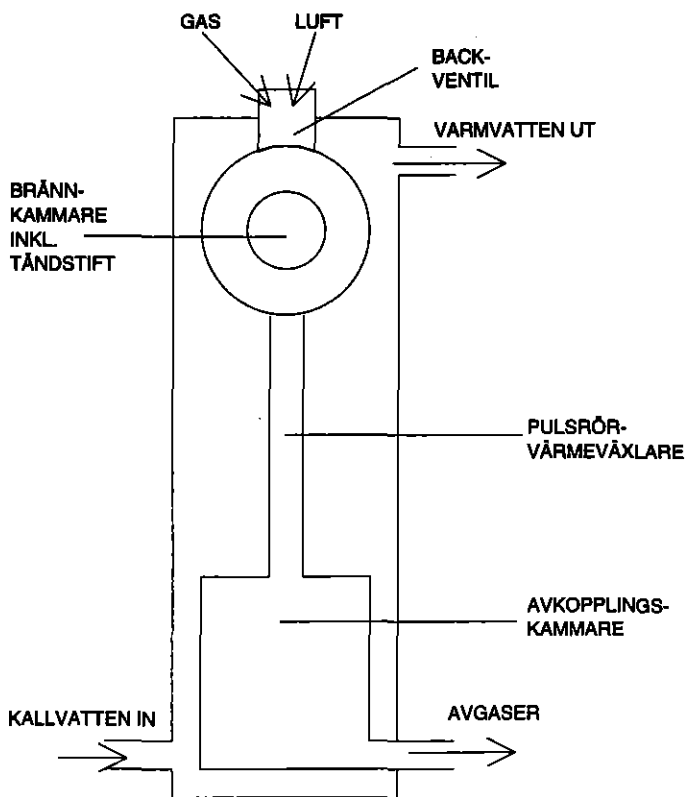 GAS
LUFT
BACK-
VENTIL
VARMVATTEN UT
BRÄNN-
KAMMARE
INKL.
TÄNDSTIFT
PULSRÖR-
VÄRMEVÄXLARE
AVKOPPLINGS-
KAMMARE
KALLVATTEN IN
AVGASER